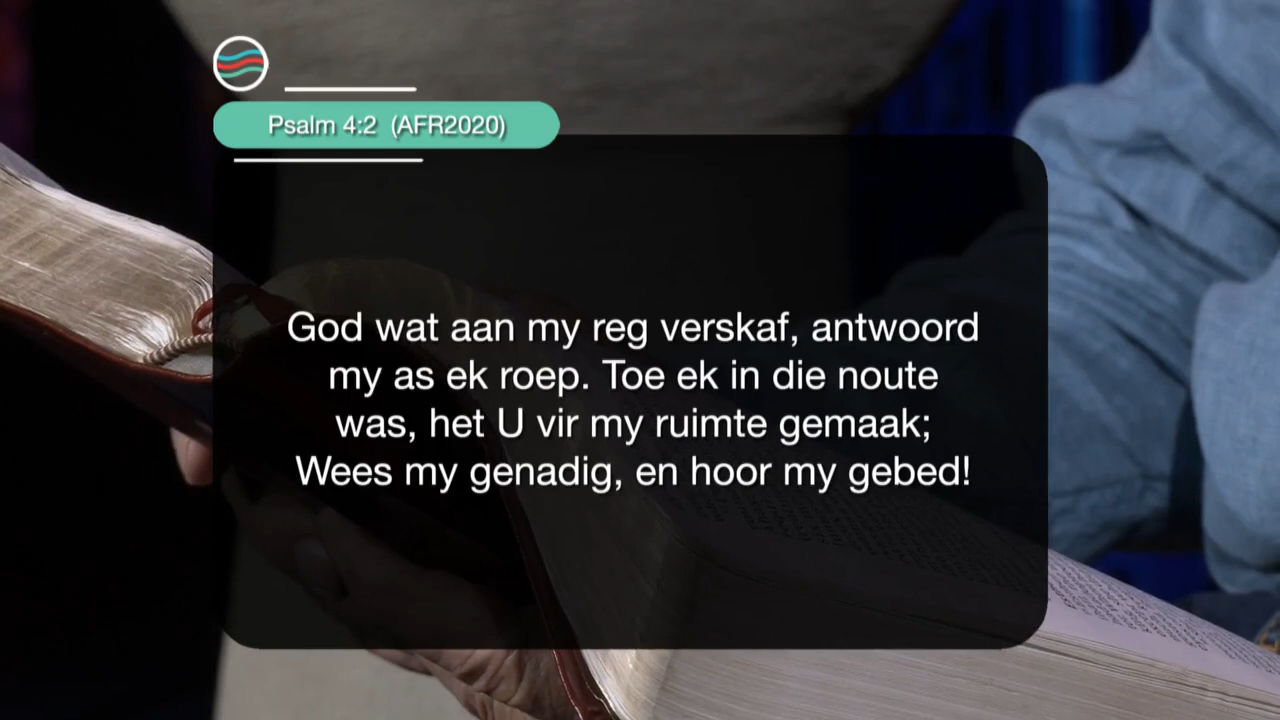 Psalm 4:2 (AFR2020)
God wat aan my reg verskaf, antwoord
my as ek roep. Toe ek in die noute
was, het U vir my ruimte gemaak;
Wees my genadig, en hoor my gebed!